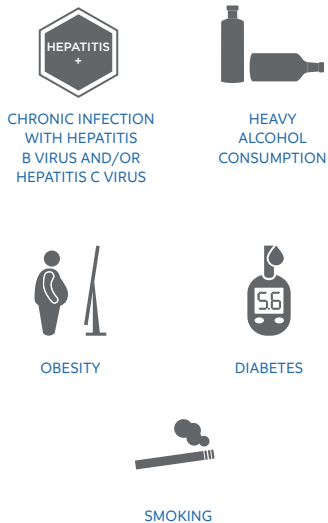 HEPATITIS
+
CHRONIC INFECTION
WITH HEPATITIS
B VIRUS AND/OR
HEPATITIS C VIRUS
HEAVY
ALCOHOL
CONSUMPTION
OBESITY
5.6
DIABETES
SMOKING